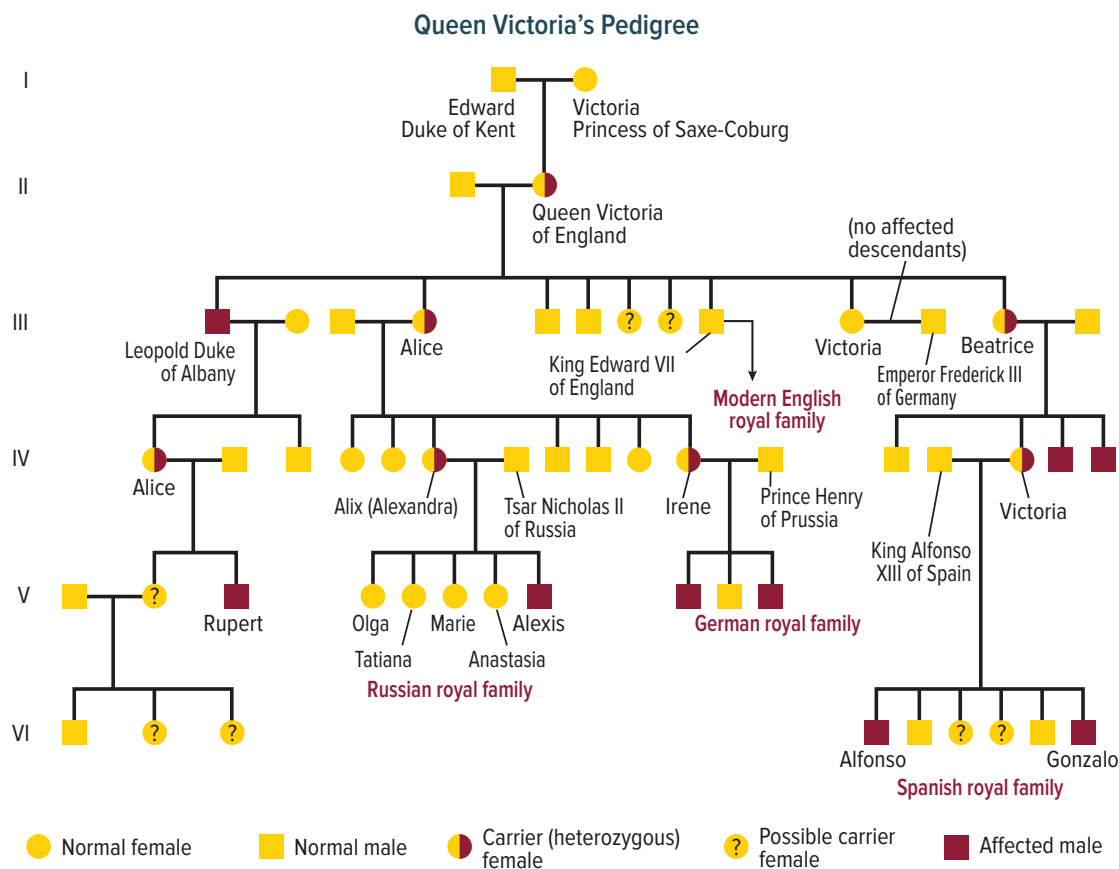 Queen Victoria's Pedigree
I
Edward
Duke of Kent
Victoria
Princess of Saxe-Coburg
II
Queen Victoria
of England
(no affected
descendants)
III
?
?
Leopold Duke
of Albany
Alice
King Edward VII
of England
Victoria
Emperor Frederick III
of Germany
Beatrice
Modern English
royal family
IV
Alice
Alix (Alexandra)
Tsar Nicholas II
of Russia
Irene
Prince Henry
of Prussia
King Alfonso
XIII of Spain
Victoria
V
?
Rupert
Olga
Tatiana
Marie
Anastasia
Alexis
Russian royal family
German royal family
VI
?
?
?
?
Alfonso
Gonzalo
Spanish royal family
Normal female
Normal male
Carrier (heterozygous)
female
?
Possible carrier
female
Affected male